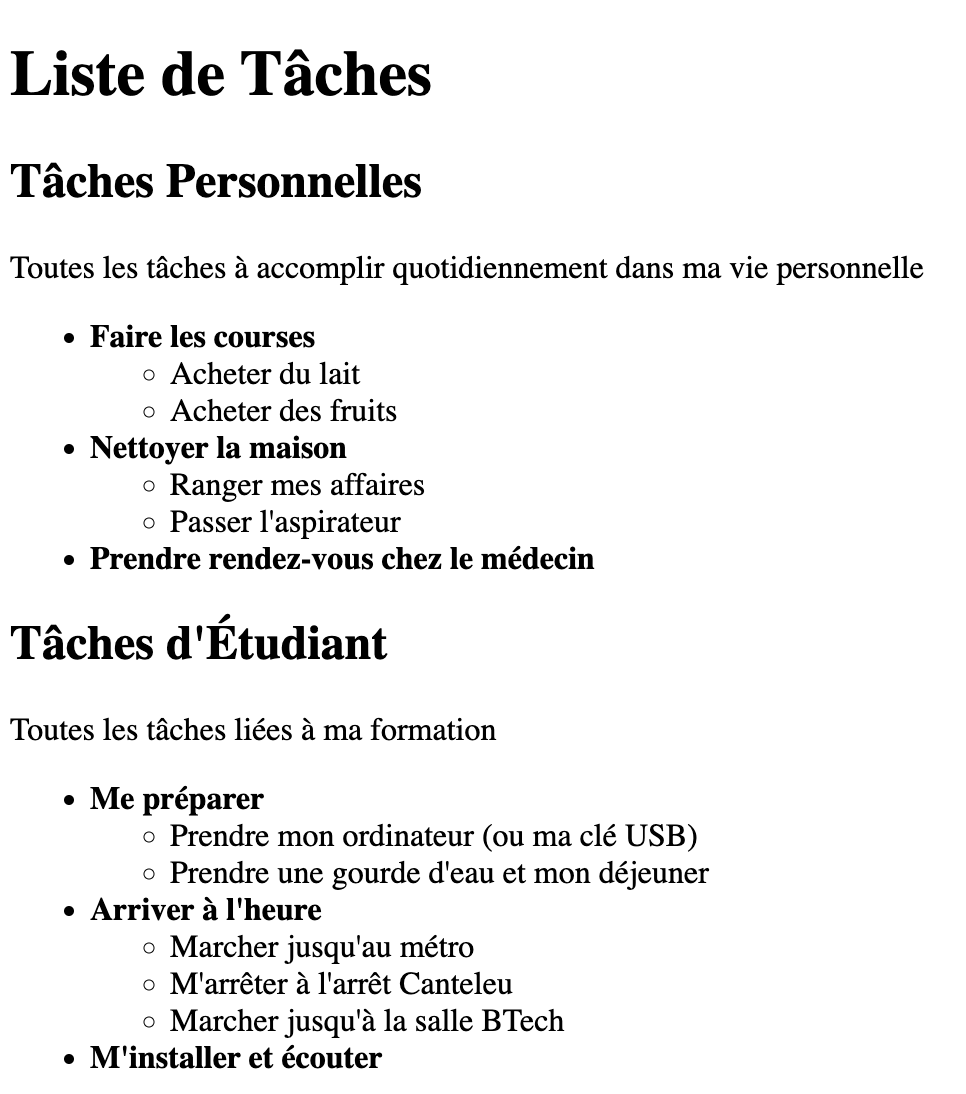 Liste de Tâches
Tâches Personnelles
Toutes les tâches à accomplir quotidiennement dans ma vie personnelle
Faire les courses
Acheter du lait
Acheter des fruits
Nettoyer la maison
Ranger mes affaires
Passer l'aspirateur
Prendre rendez-vous chez le médecin
Tâches d'Étudiant
Toutes les tâches liées à ma formation
Me préparer
Prendre mon ordinateur (ou ma clé USB)
Prendre une gourde d'eau et mon déjeuner
Arriver à l'heure
Marcher jusqu'au métro
M'arrêter à l'arrêt Canteleu
Marcher jusqu'à la salle BTech
M'installer et écouter